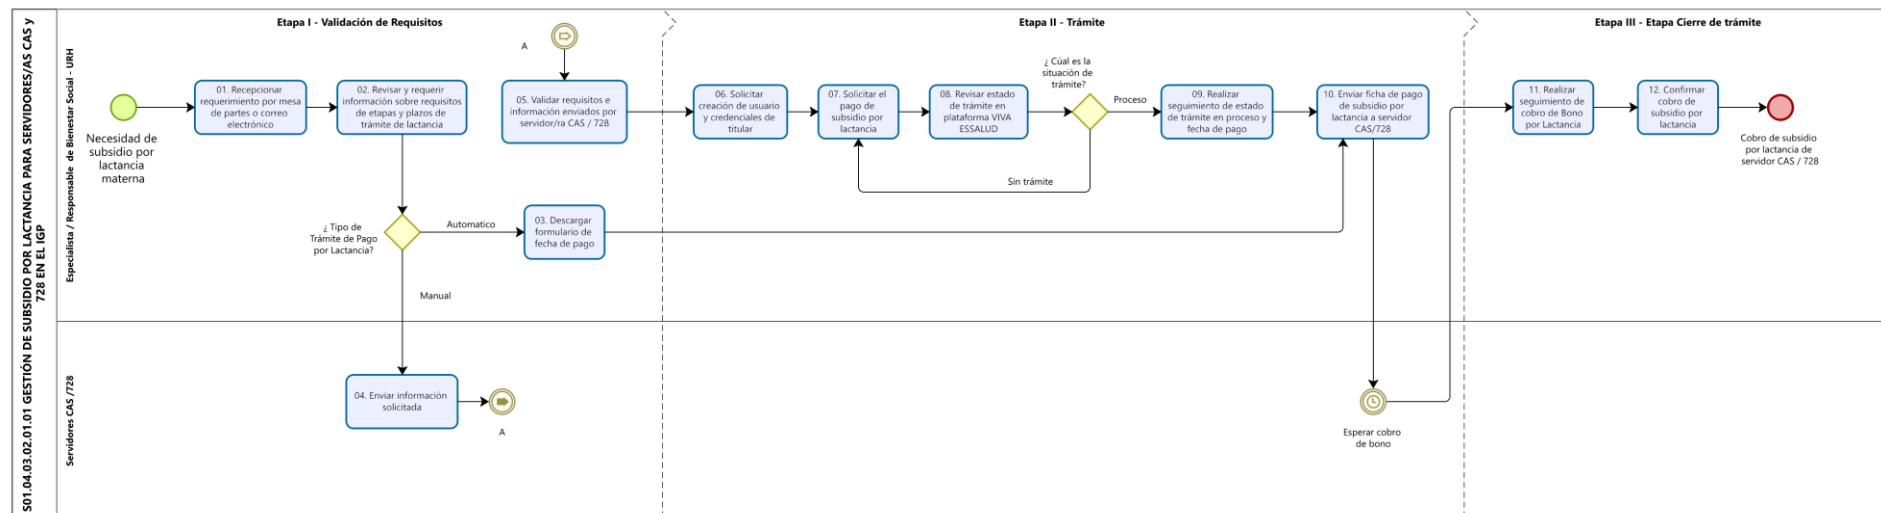 S01.04.03.02.01.01 GESTIÓN DE SUBSIDIO POR LACTANCIA PARA SERVIDORES/AS CAS y
728 EN EL IGP
Especialista / Responsable de Bienestar Social - URH
Etapa I - Validación de Requisitos
Etapa II - Trámite
Etapa III - Etapa Cierre de trámite
Necesidad de
subsidio por
lactancia
materna
01. Recepcionar
requerimiento por mesa
de partes o correo
electrónico
02. Revisar y requerir
información sobre requisitos
de etapas y plazos de
trámite de lactancia
A
05. Validar requisitos e
información enviados por
servidor/ra CAS / 728
06. Solicitar
creación de usuario
y credenciales de
titular
07. Solicitar el
pago de
subsidio por
lactancia
08. Revisar estado
de trámite en
plataforma VIVA
ESSALUD
¿ Cúal es la
situación de
trámite?
Proceso
Sin trámite
09. Realizar
seguimiento de estado
de trámite en proceso y
fecha de pago
10. Enviar ficha de pago
de subsidio por
lactancia a servidor
CAS/728
11. Realizar
seguimiento de
cobro de Bono
por Lactancia
12. Confirmar
cobro de
subsidio por
lactancia
Cobro de subsidio
por lactancia de
servidor CAS / 728
¿ Tipo de
Trámite de Pago
por Lactancia?
Automatico
03. Descargar
formulario de
fecha de pago
Manual
Servidores CAS /728
04. Enviar información
solicitada
A
Esperar cobro
de bono